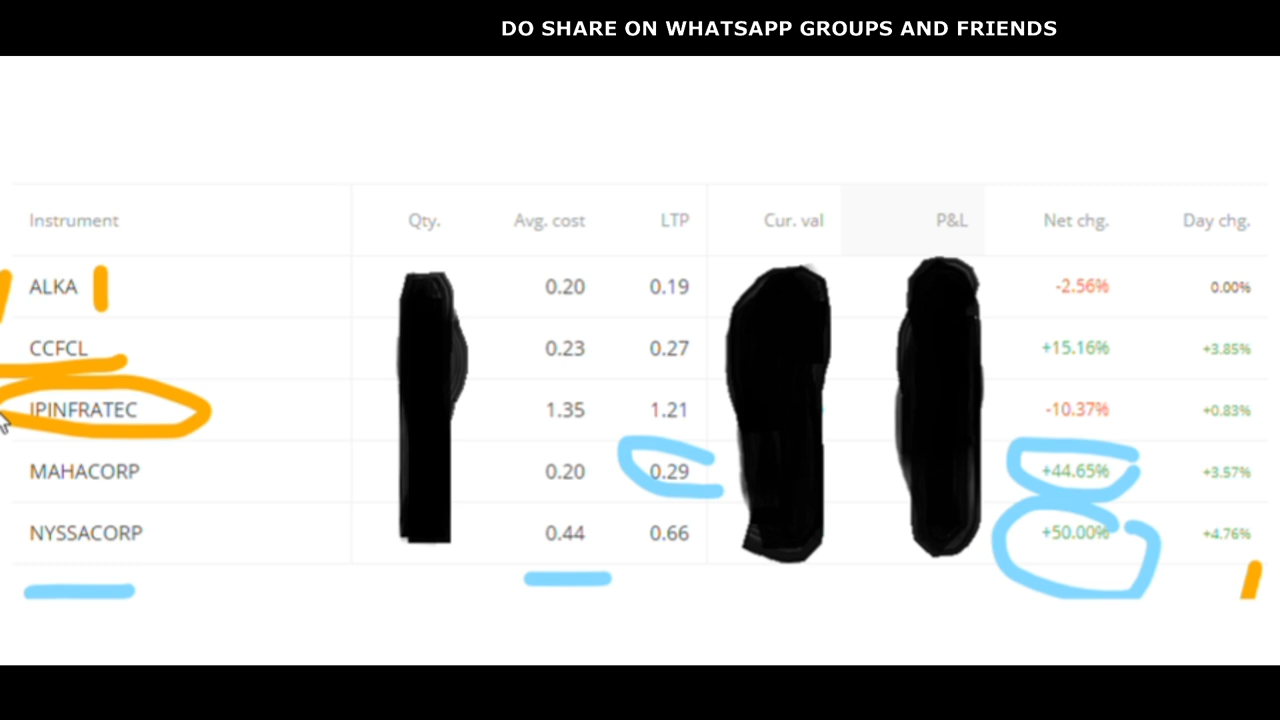 DO SHARE ON WHATSAPP GROUPS AND FRIENDS
Instrument Qty. Avg. cost LTP Cur. val P&L Net chg. Day chg.
ALKA 0.20 0.19 -2.56% 0.00%
CCFCL 0.23 0.27 +15.16% +3.85%
IPINFRATEC 1.35 1.21 -10.37% +0.83%
MAHACORP 0.20 0.29 +44.65% +3.57%
NYSSACORP 0.44 0.66 +50.00% +4.76%